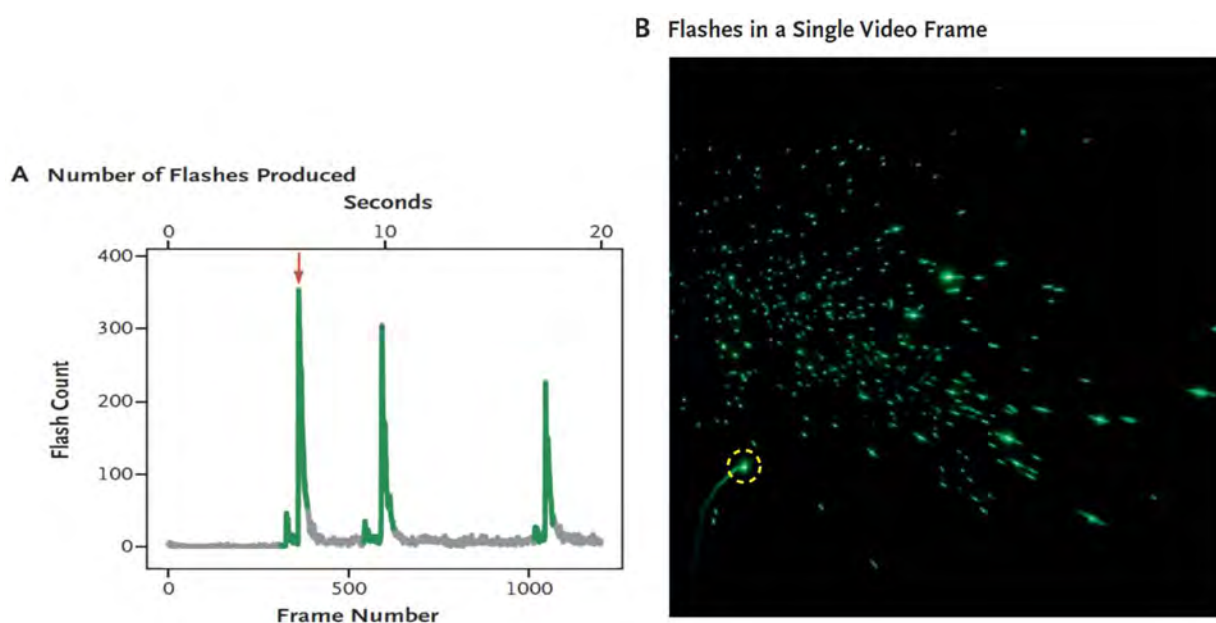 B Flashes in a Single Video Frame
A Number of Flashes Produced
Seconds
0 10 20
400
300
200
100
0
Flash Count
0 500 1000
Frame Number